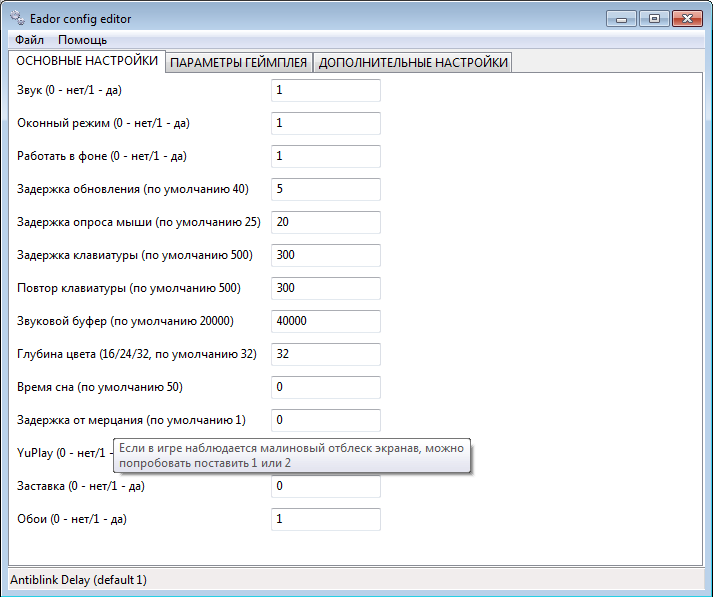 Eador config editor
Файл Помощь
ОСНОВНЫЕ НАСТРОЙКИ ПАРАМЕТРЫ ГЕЙМПЛЕЯ ДОПОЛНИТЕЛЬНЫЕ НАСТРОЙКИ
Звук (0 - нет/1 - да) 1
Оконный режим (0 - нет/1 - да) 1
Работать в фоне (0 - нет/1 - да) 1
Задержка обновления (по умолчанию 40) 5
Задержка опроса мыши (по умолчанию 25) 20
Задержка клавиатуры (по умолчанию 500) 300
Повтор клавиатуры (по умолчанию 500) 300
Звуковой буфер (по умолчанию 20000) 40000
Глубина цвета (16/24/32, по умолчанию 32) 32
Время сна (по умолчанию 50) 0
Задержка от мерцания (по умолчанию 1) 0
YuPlay (0 - нет/1 -
Если в игре наблюдается малиновый отблеск экранав, можно
попробовать поставить 1 или 2
Заставка (0 - нет/1 - да) 0
Обои (0 - нет/1 - да) 1
Antiblink Delay (default 1)